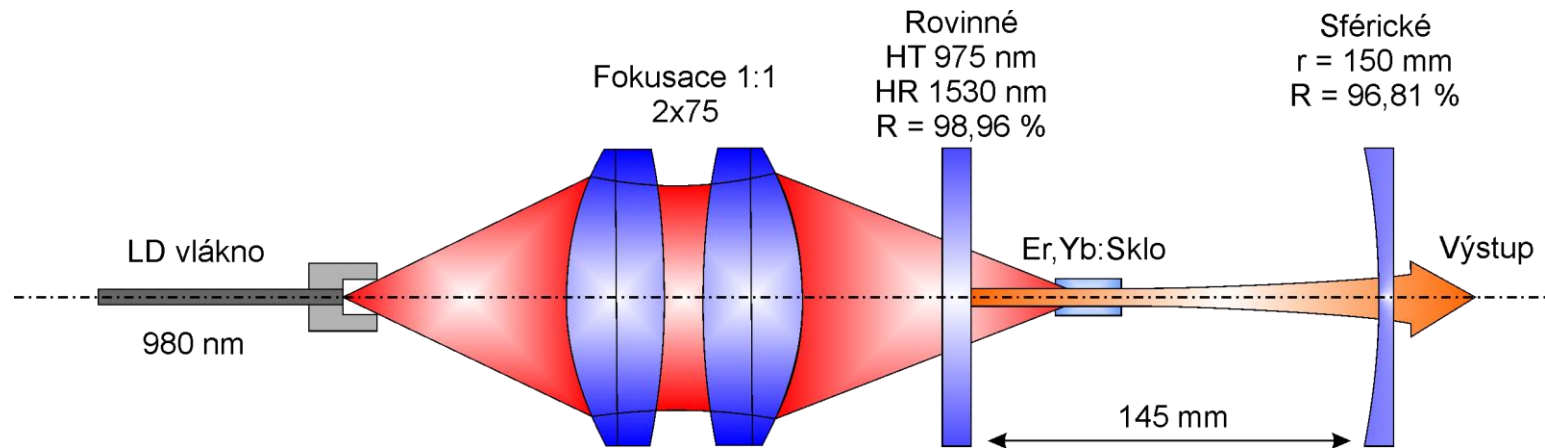 Rovinné
HT 975 nm
HR 1530 nm
R = 98,96 %
Sférické
r = 150 mm
R = 96,81 %
Fokusace 1:1
2x75
LD vlákno
Er,Yb:Sklo
Výstup
980 nm
145 mm